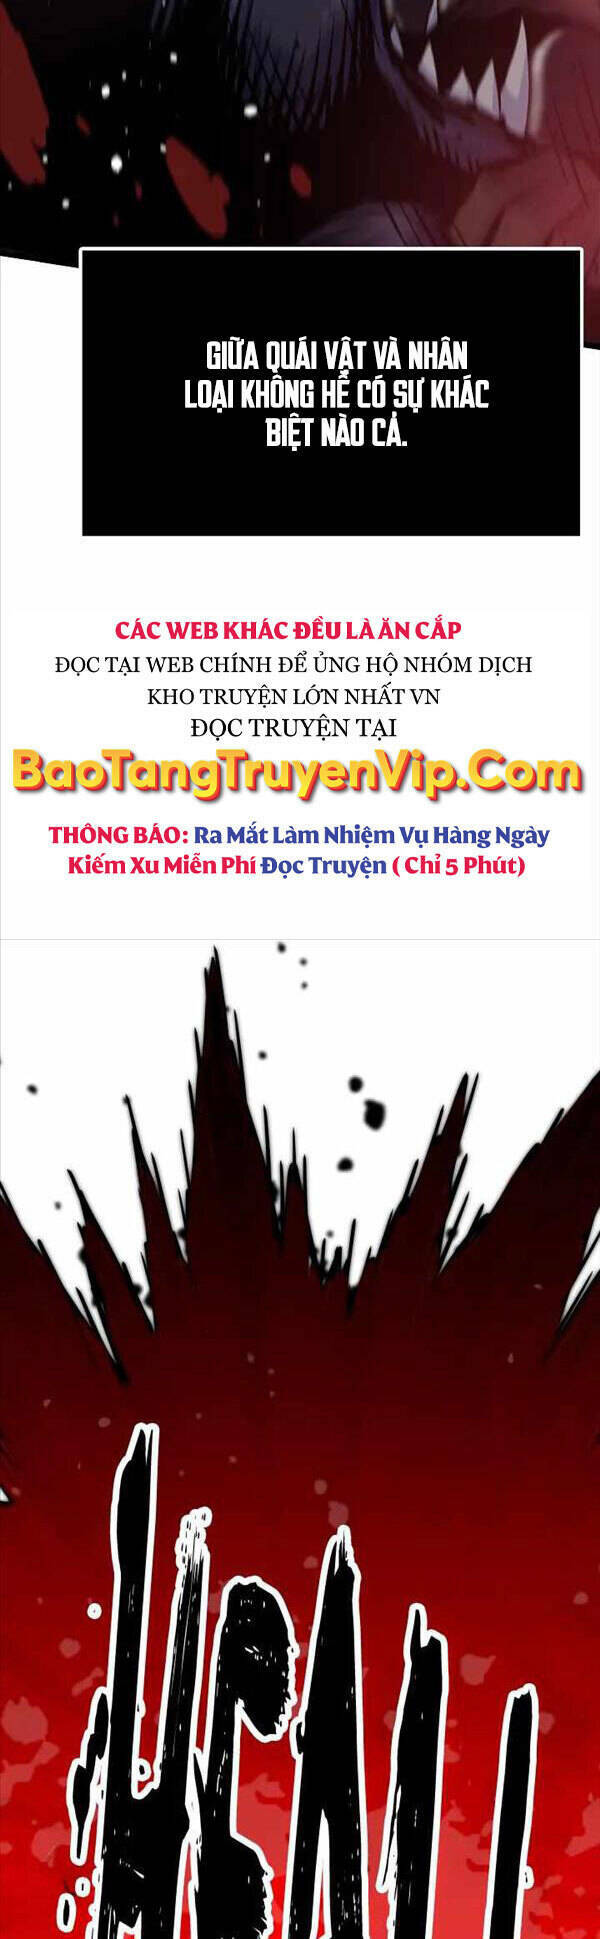 GIỮA QUÁI VẬT VÀ NHÂN
LOẠI KHÔNG HỀ CÓ SỰ KHÁC
BIỆT NÀO CẢ.
CÁC WEB KHÁC ĐỀU LÀ ĂN CẮP
ĐỌC TẠI WEB CHÍNH ĐỂ ỦNG HỘ NHÓM DỊCH
KHO TRUYỆN LỚN NHẤT VN
ĐỌC TRUYỆN TẠI
BaoTangTruyenVip.Com
THÔNG BÁO: Ra Mắt Làm Nhiệm Vụ Hàng Ngày
Kiếm Xu Miễn Phí Đọc Truyện ( Chỉ 5 Phút)